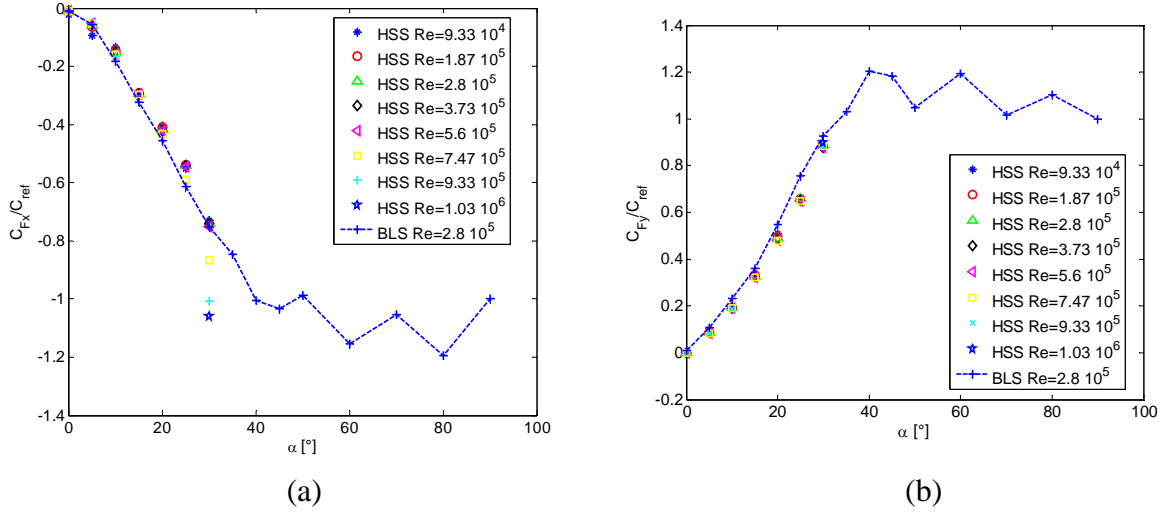 0
-0.2
-0.4
-0.6
-0.8
-1
-1.2
-1.4
0 20 40 60 80 100
α [°]
C_Fx/C_ref
HSS Re=9.33 10^4
HSS Re=1.87 10^5
HSS Re=2.8 10^5
HSS Re=3.73 10^5
HSS Re=5.6 10^5
HSS Re=7.47 10^5
HSS Re=9.33 10^5
HSS Re=1.03 10^6
BLS Re=2.8 10^5
(a)
1.4
1.2
1
0.8
0.6
0.4
0.2
0
-0.2
0 20 40 60 80 100
α [°]
C_Fy/C_ref
HSS Re=9.33 10^4
HSS Re=1.87 10^5
HSS Re=2.8 10^5
HSS Re=3.73 10^5
HSS Re=5.6 10^5
HSS Re=7.47 10^5
HSS Re=9.33 10^5
HSS Re=1.03 10^6
BLS Re=2.8 10^5
(b)